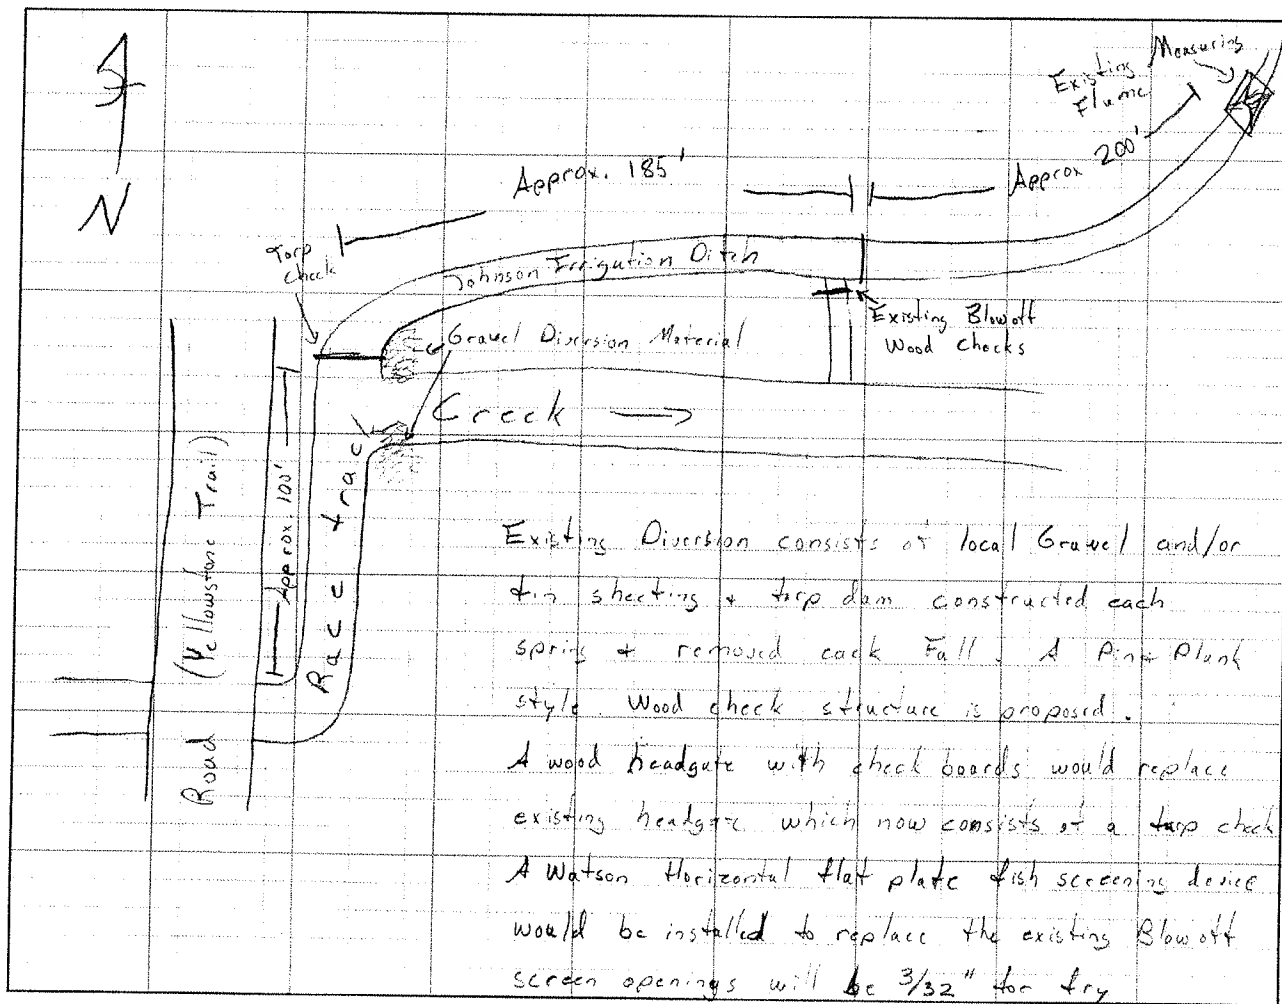 N
Existing Measuring
Flume
Approx. 185'
Approx 200'
Torp
Check
Johnson Irrigation Ditch
Existing Blowoff
Wood Checks
Gravel Diversion Material
Creek
Race track
Approx. 100'
Road (Yellowstone Trail)
Existing Diversion consists of local Gravel and/or
tin sheeting + tarp dam constructed each
spring + removed each Fall. A Pin + Plank
style Wood check structure is proposed.
A wood headgate with check boards would replace
existing headgate which now consists of a tarp check
A Watson Horizontal flat plate fish screening device
would be installed to replace the existing Blowoff
screen openings will be 3/32" for fry